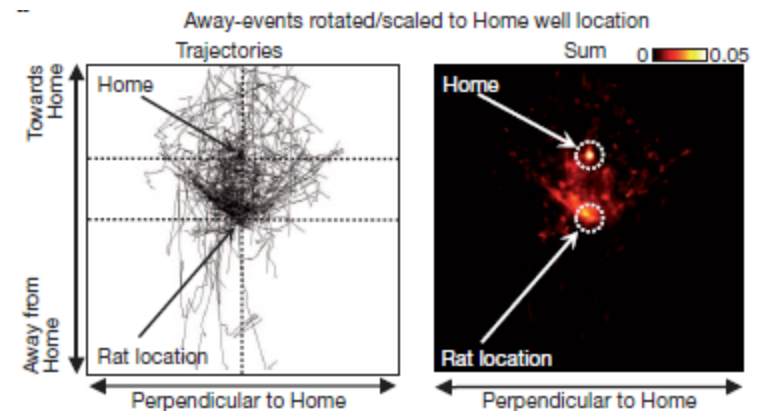 Away-events rotated/scaled to Home well location
Trajectories
Sum
0 0.05
Towards
Home
Away from
Home
Home
Rat location
Perpendicular to Home
Home
Rat location
Perpendicular to Home